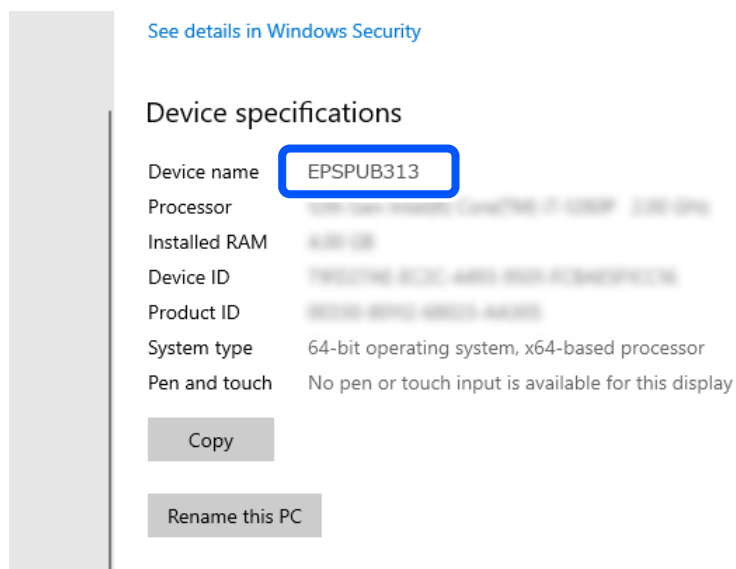 See details in Windows Security
Device specifications
Device name EPSPUB313
Processor
Installed RAM
Device ID
Product ID
System type 64-bit operating system, x64-based processor
Pen and touch No pen or touch input is available for this display
Copy
Rename this PC